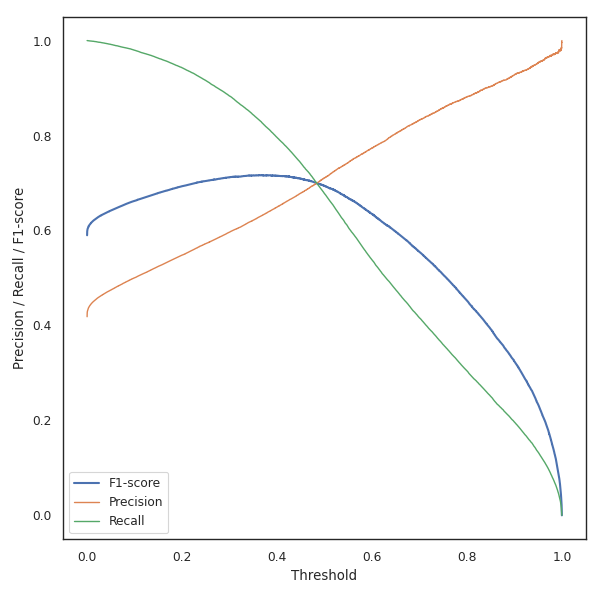 Precision / Recall / F1-score
1.0
0.8
0.6
0.4
0.2
0.0
F1-score
Precision
Recall
0.0 0.2 0.4 0.6 0.8 1.0
Threshold